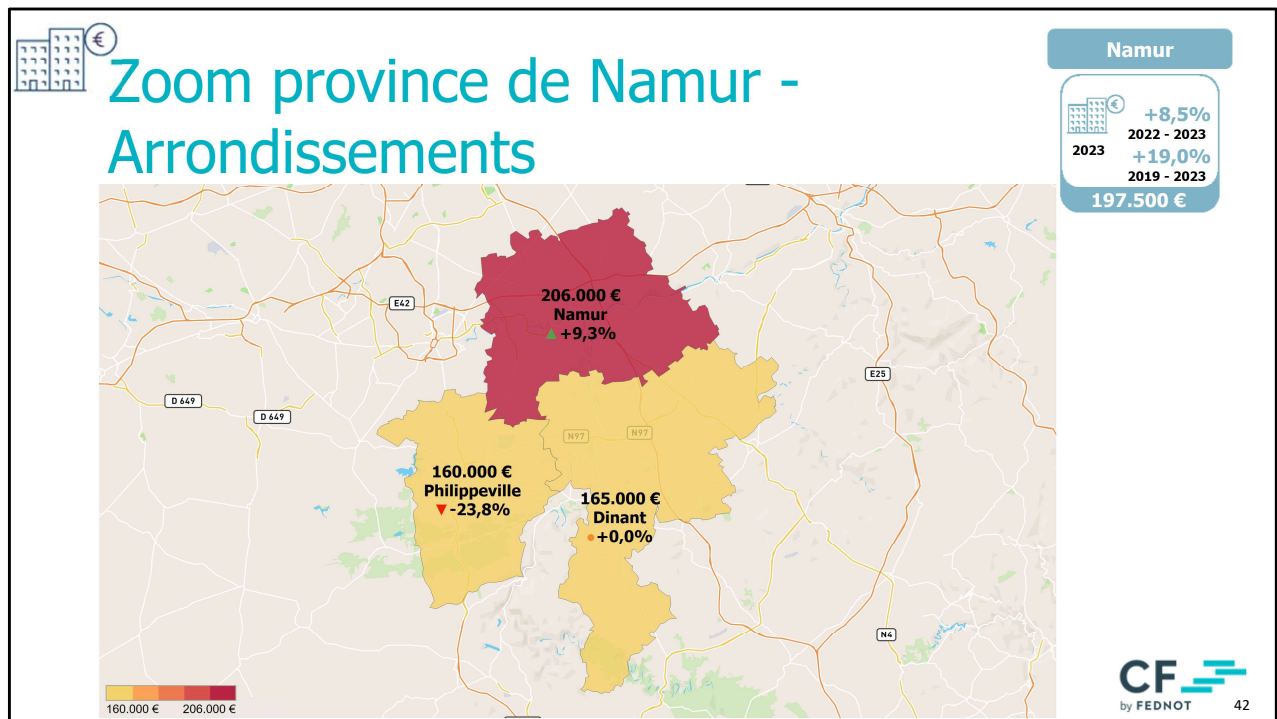 €
Zoom province de Namur -
Arrondissements
Namur
€
+8,5%
2022 - 2023
2023
+19,0%
2019 - 2023
197.500 €
206.000 €
Namur
+9,3%
E42
E25
D 649
D 649
N97
N97
160.000 €
Philippeville
-23,8%
165.000 €
Dinant
+0,0%
N4
160.000 €
206.000 €
CF
by FEDNOT
42